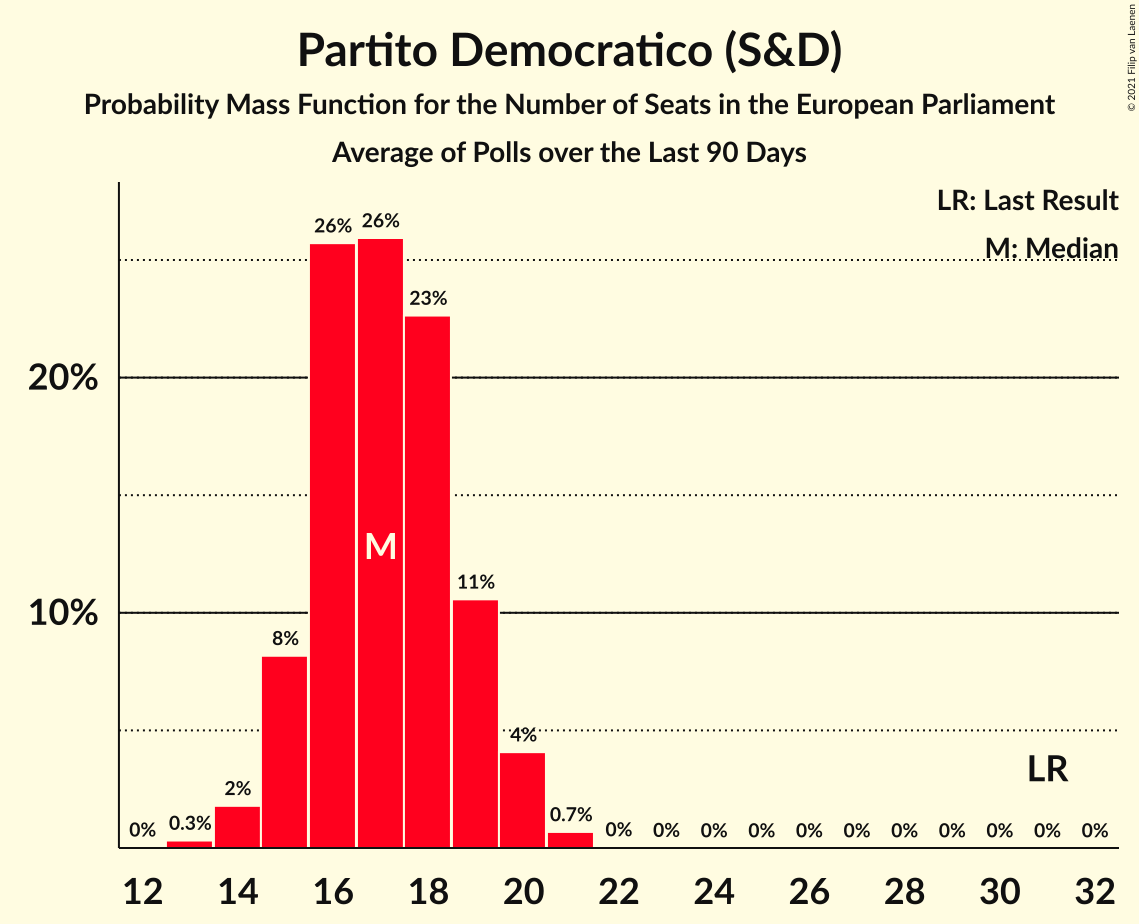 Partito Democratico (S&D)
Probability Mass Function for the Number of Seats in the European Parliament
Average of Polls over the Last 90 Days
© 2021 Filip van Laenen
LR: Last Result
M: Median
26% 26%
23%
20%
M
11%
10%
8%
4%
LR
2%
0% 0.3% 0.7% 0% 0% 0% 0% 0% 0% 0% 0% 0% 0% 0%
12 14 16 18 20 22 24 26 28 30 32